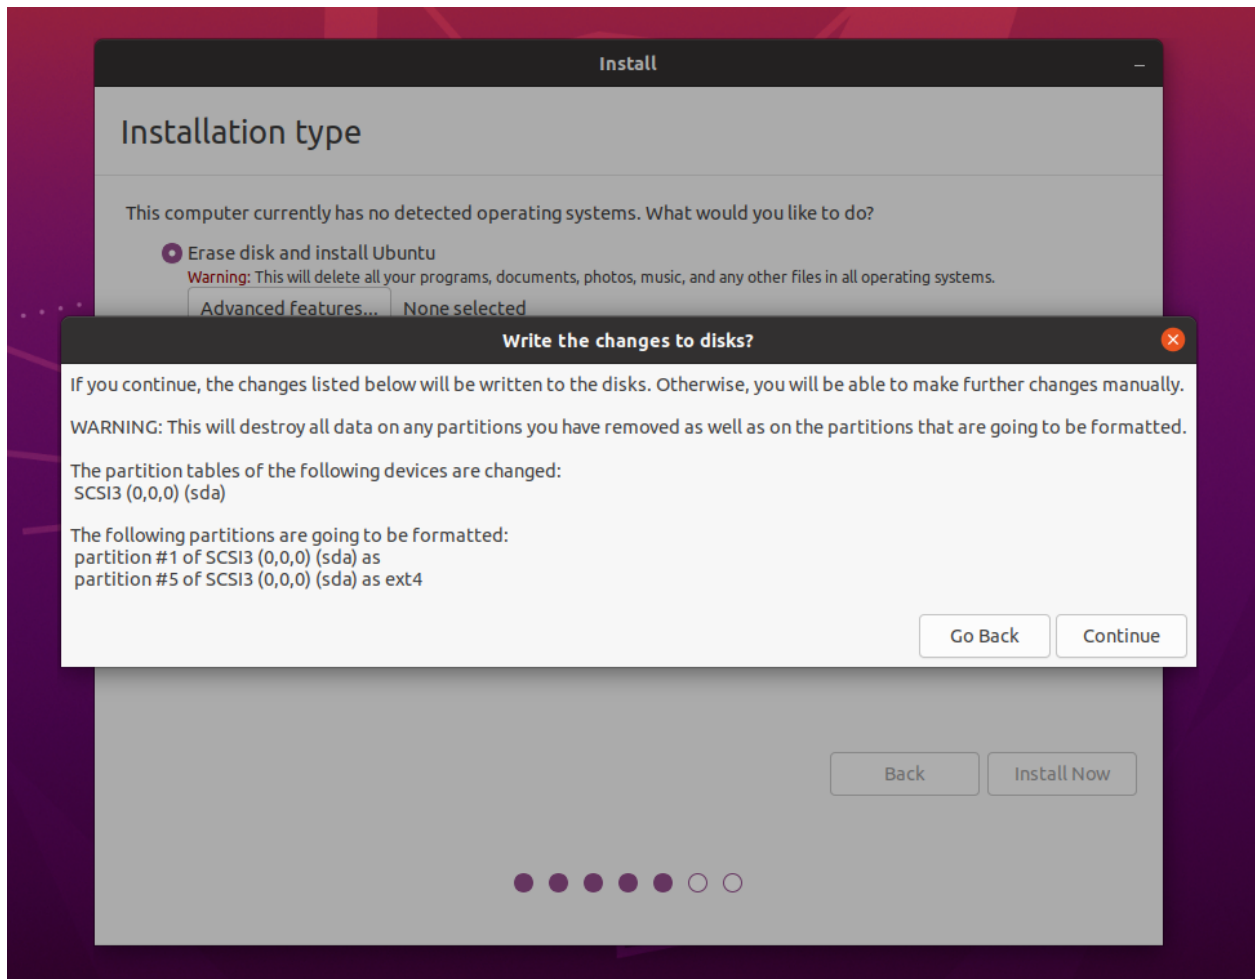 Install
Installation type
This computer currently has no detected operating systems. What would you like to do?
Erase disk and install Ubuntu
Warning: This will delete all your programs, documents, photos, music, and any other files in all operating systems.
Advanced features... None selected
Write the changes to disks?
If you continue, the changes listed below will be written to the disks. Otherwise, you will be able to make further changes manually.
WARNING: This will destroy all data on any partitions you have removed as well as on the partitions that are going to be formatted.
The partition tables of the following devices are changed:
SCSI3 (0,0,0) (sda)
The following partitions are going to be formatted:
partition #1 of SCSI3 (0,0,0) (sda) as
partition #5 of SCSI3 (0,0,0) (sda) as ext4
Go Back Continue
Back Install Now